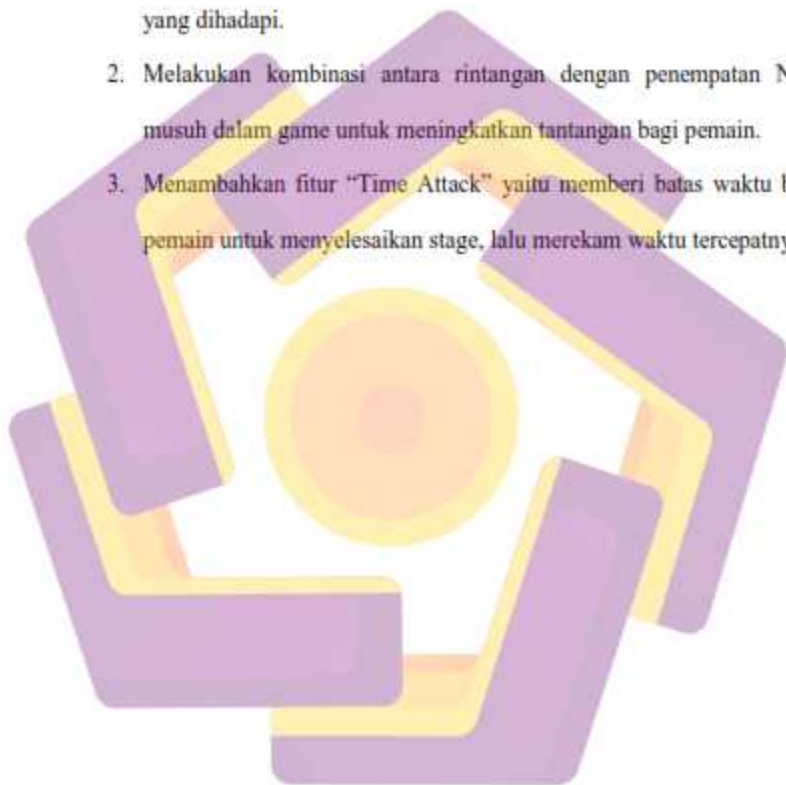 yang dihadapi.
2. Melakukan kombinasi antara rintangan dengan penempatan
musuh dalam game untuk meningkatkan tantangan bagi pemain.
3. Menambahkan fitur “Time Attack” yaitu memberi batas waktu
pemain untuk menyelesaikan stage, lalu merekam waktu